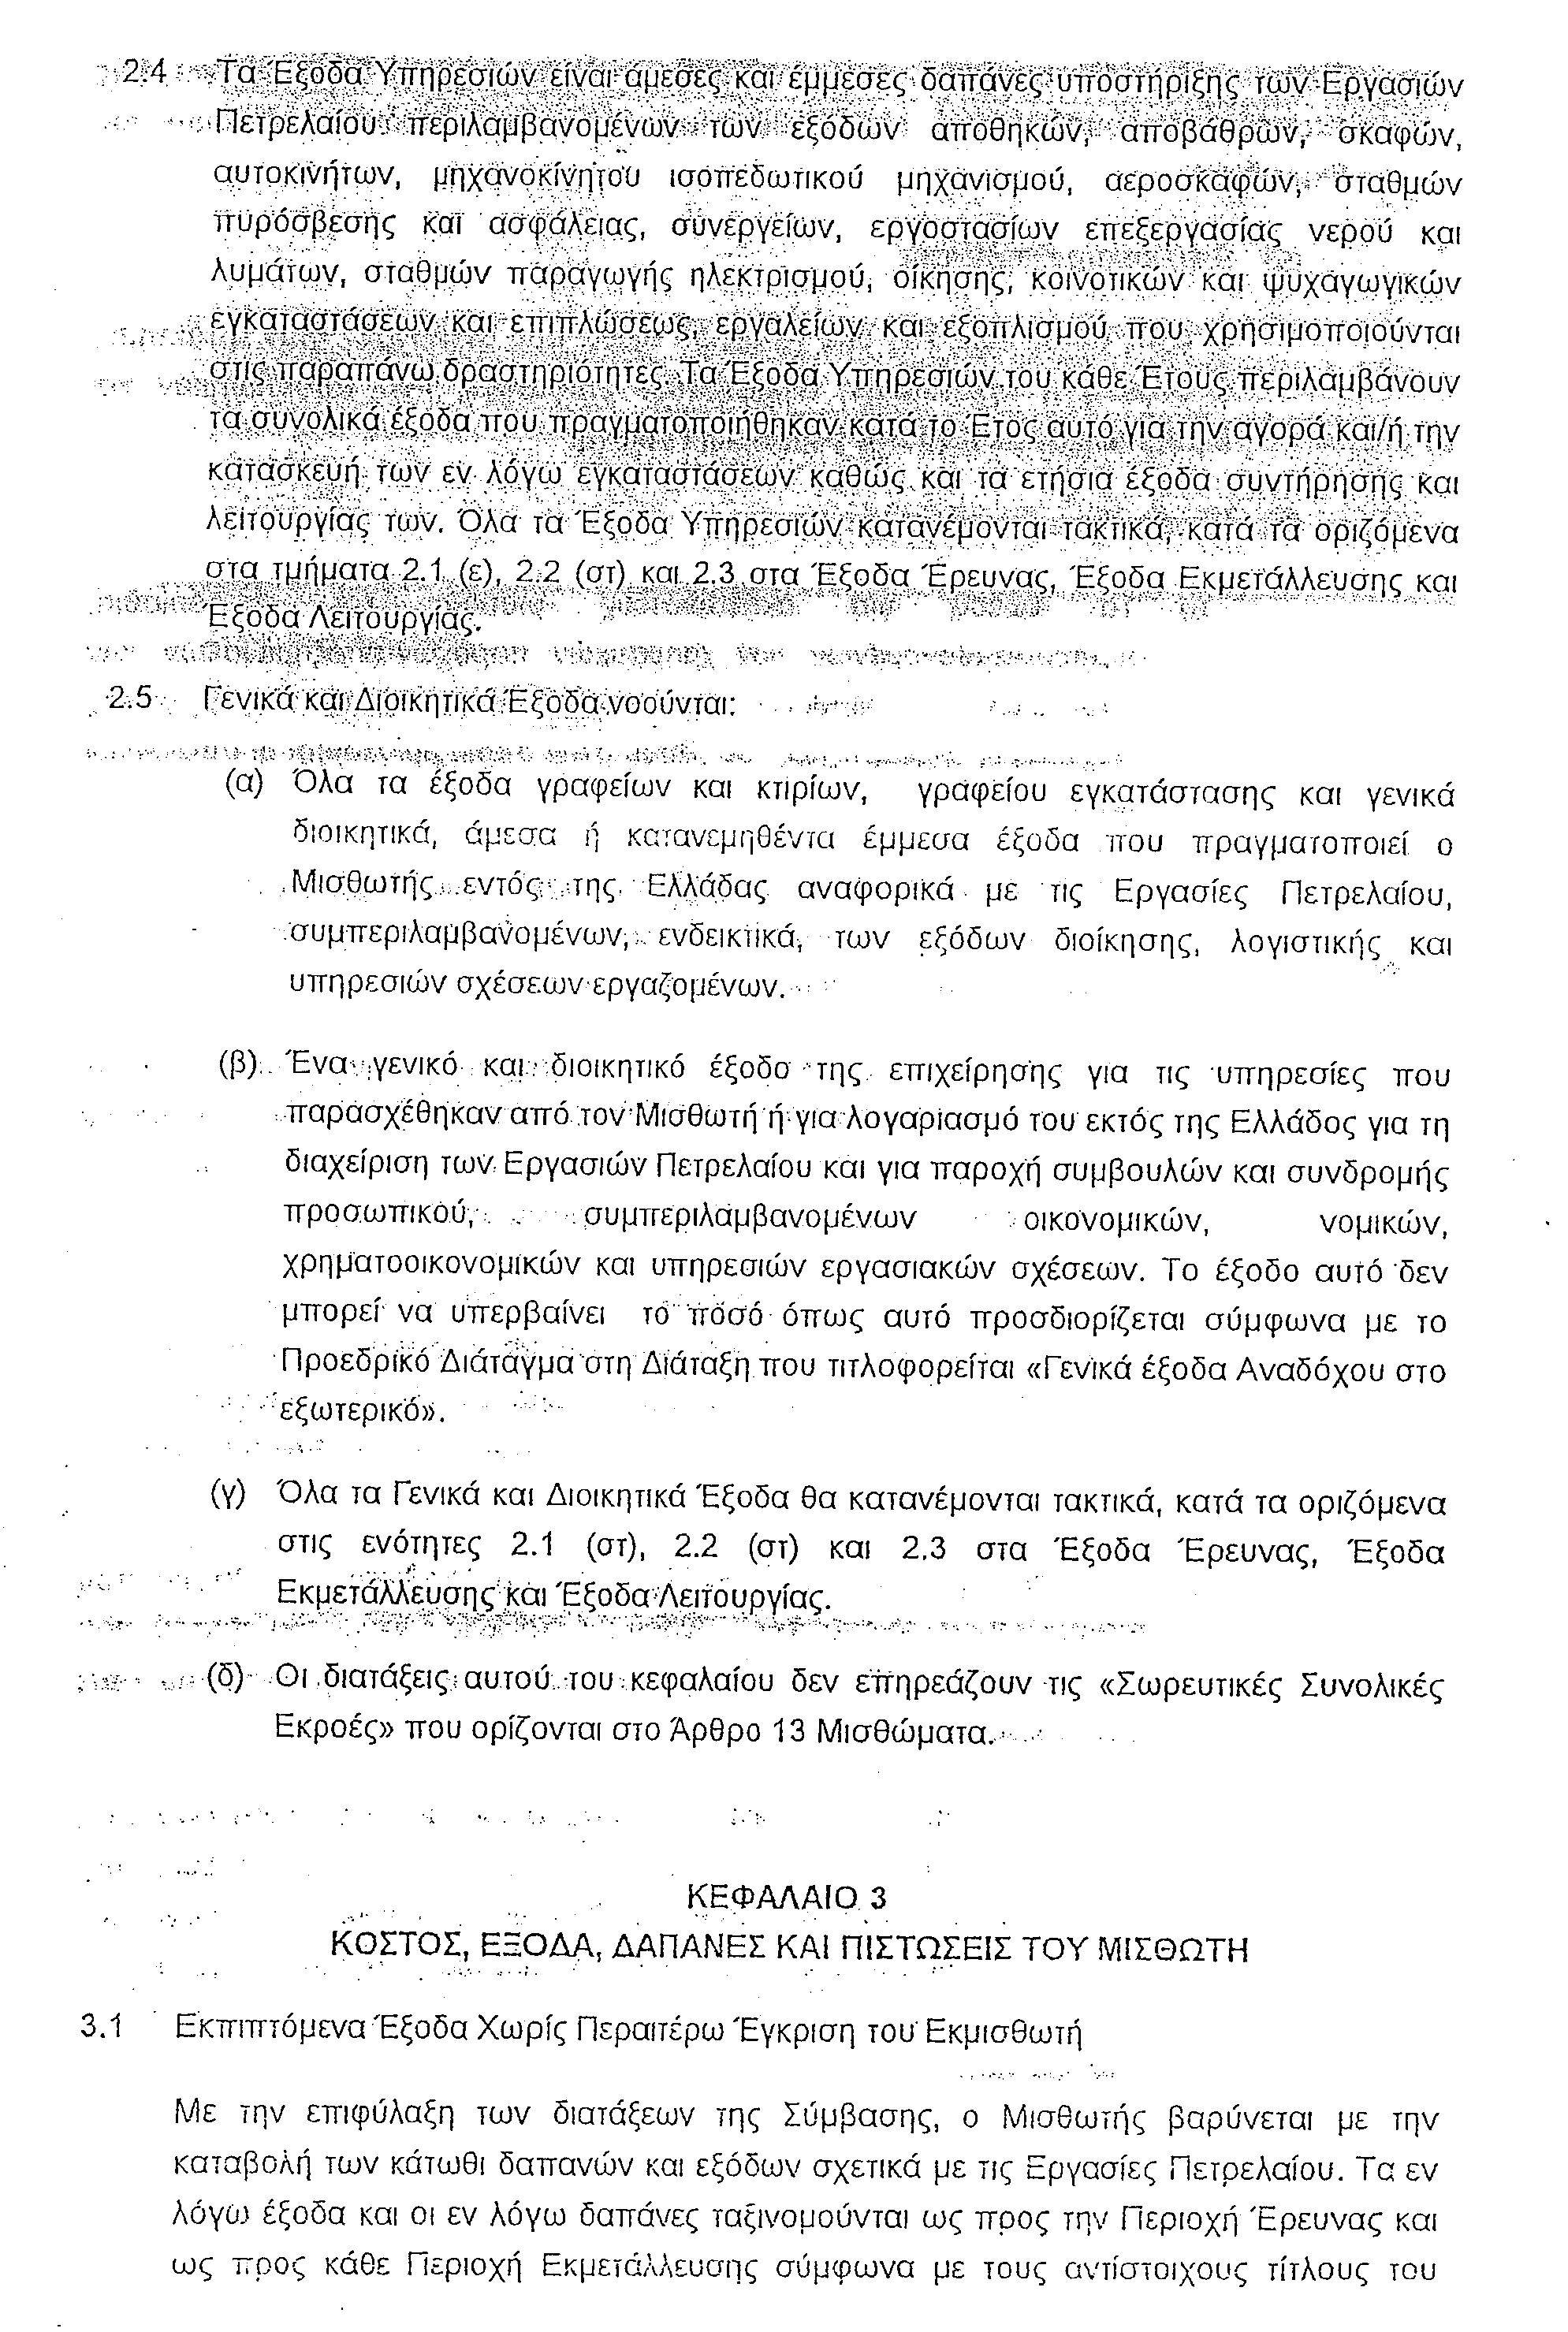 2.4 Τα Έξοδα Υπηρεσιών είναι άμεσες και έμμεσες δαπάνες υποστήριξης των Εργασιών
Πετρελαίου περιλαμβανομένων των εξόδων αποθηκών, αποβάθρων, σκαφών,
αυτοκινήτων, μηχανοκίνητου ισοπεδωτικού μηχανισμού, αεροσκαφών, σταθμών
πυρόσβεσης και ασφάλειας, συνεργείων, εργοστασίων επεξεργασίας νερού και
λυμάτων, σταθμών παραγωγής ηλεκτρισμού, οίκησης, κοινοτικών και ψυχαγωγικών
εγκαταστάσεων και επιπλώσεως, εργαλείων και εξοπλισμού που χρησιμοποιούνται
στις παραπάνω δραστηριότητες. Τα Έξοδα Υπηρεσιών του κάθε Έτους περιλαμβάνουν
τα συνολικά έξοδα που πραγματοποιήθηκαν κατά το Έτος αυτό για την αγορά και/ή την
κατασκευή των εν λόγω εγκαταστάσεων καθώς και τα ετήσια έξοδα συντήρησής και
λειτουργίας των. Όλα τα Έξοδα Υπηρεσιών κατανέμονται τακτικά, κατά τα οριζόμενα
στα τμήματα 2.1 (ε), 2.2 (στ) και 2.3 στα Έξοδα Έρευνας, Έξοδα Εκμετάλλευσης και
Έξοδα Λειτουργίας.
2.5 Γενικά και Διοικητικά Έξοδα νοούνται:
(α) Όλα τα έξοδα γραφείων και κτιρίων, γραφείου εγκατάστασης και γενικά
διοικητικά, άμεσα ή κατανεμηθέντα έμμεσα έξοδα που πραγματοποιεί ο
Μισθωτής εντός της Ελλάδας αναφορικά με τις Εργασίες Πετρελαίου,
συμπεριλαμβανομένων, ενδεικτικά, των εξόδων διοίκησης, λογιστικής και
υπηρεσιών σχέσεων εργαζομένων.
(β) Ένα γενικό και διοικητικό έξοδο της επιχείρησης για τις υπηρεσίες που
παρασχέθηκαν από τον Μισθωτή ή για λογαριασμό του εκτός της Ελλάδος για τη
διαχείριση των Εργασιών Πετρελαίου και για παροχή συμβουλών και συνδρομής
προσωπικού, συμπεριλαμβανομένων οικονομικών, νομικών,
χρηματοοικονομικών και υπηρεσιών εργασιακών σχέσεων. Το έξοδο αυτό δεν
μπορεί να υπερβαίνει το ποσό όπως αυτό προσδιορίζεται σύμφωνα με το
Προεδρικό Διάταγμα στη Διάταξη που τιτλοφορείται «Γενικά έξοδα Αναδόχου στο
εξωτερικό».
(γ) Όλα τα Γενικά και Διοικητικά Έξοδα θα κατανέμονται τακτικά, κατά τα οριζόμενα
στις ενότητες 2.1 (στ), 2.2 (στ) και 2.3 στα Έξοδα Έρευνας, Έξοδα
Εκμετάλλευσης και Έξοδα Λειτουργίας.
(δ) Οι διατάξεις αυτού του κεφαλαίου δεν επηρεάζουν τις «Σωρευτικές Συνολικές
Εκροές» που ορίζονται στο Άρθρο 13 Μισθώματα.
ΚΕΦΑΛΑΙΟ 3
ΚΟΣΤΟΣ, ΕΞΟΔΑ, ΔΑΠΑΝΕΣ ΚΑΙ ΠΙΣΤΩΣΕΙΣ ΤΟΥ ΜΙΣΘΩΤΗ
3.1 Εκπιπτόμενα Έξοδα Χωρίς Περαιτέρω Έγκριση του Εκμισθωτή
Με την επιφύλαξη των διατάξεων της Σύμβασης, ο Μισθωτής βαρύνεται με την
καταβολή των κάτωθι δαπανών και εξόδων σχετικά με τις Εργασίες Πετρελαίου. Τα εν
λόγω έξοδα και οι εν λόγω δαπάνες ταξινομούνται ως προς την Περιοχή Έρευνας και
ως προς κάθε Περιοχή Εκμετάλλευσης σύμφωνα με τους αντίστοιχους τίτλους του